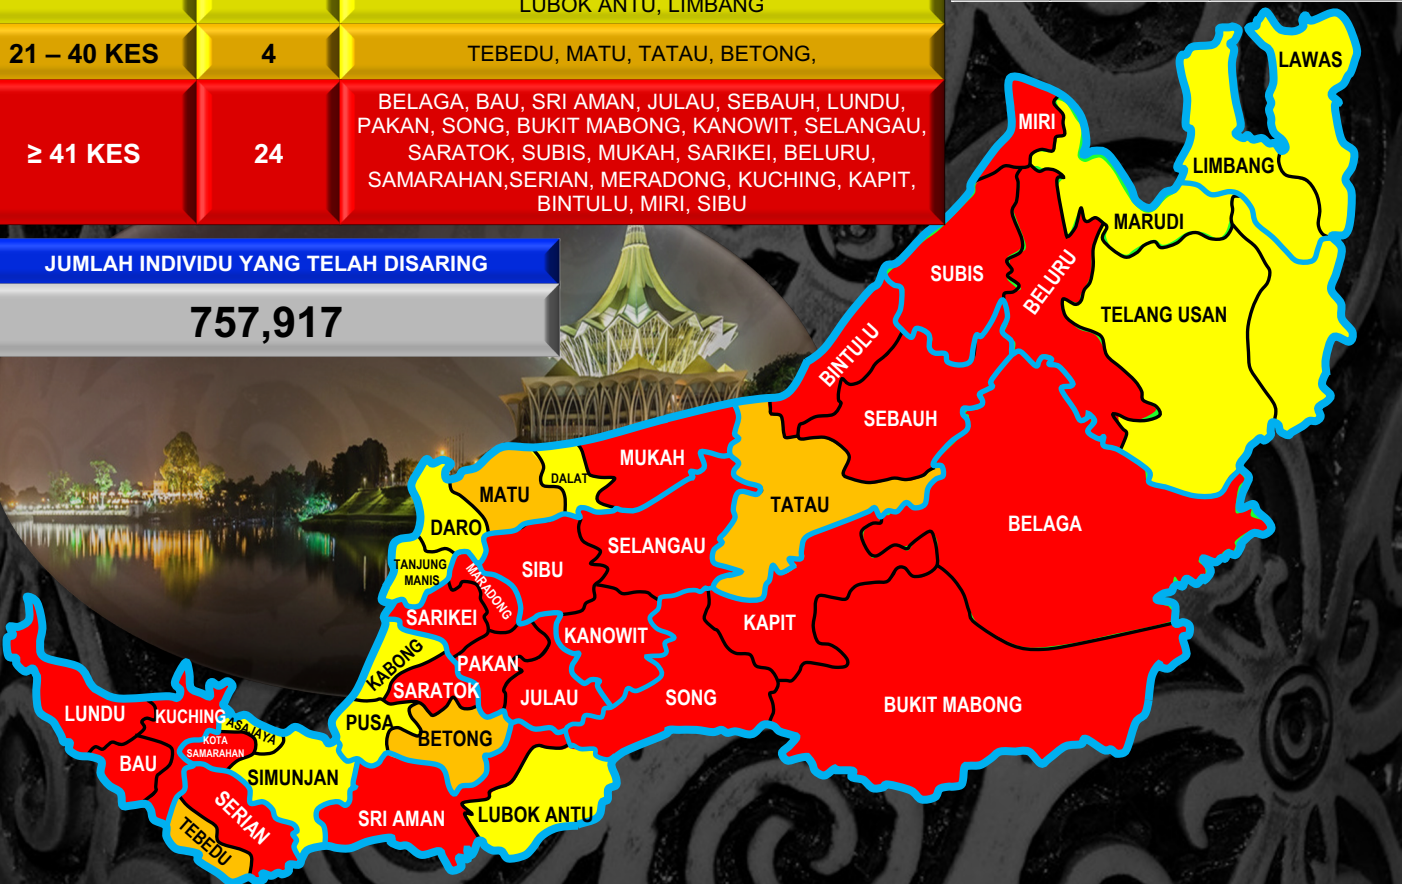 LUBOK ANTU, LIMBANG
21 – 40 KES
4
TEBEDU, MATU, TATAU, BETONG,
≥ 41 KES
24
BELAGA, BAU, SRI AMAN, JULAU, SEBAUH, LUNDU,
PAKAN, SONG, BUKIT MABONG, KANOWIT, SELANGAU,
SARATOK, SUBIS, MUKAH, SARIKEI, BELURU,
SAMARAHAN,SERIAN, MERADONG, KUCHING, KAPIT,
BINTULU, MIRI, SIBU
JUMLAH INDIVIDU YANG TELAH DISARING
757,917
LAWAS
MIRI
LIMBANG
MARUDI
SUBIS
BELURU
TELANG USAN
BINTULU
SEBAUH
MUKAH
DALAT
MATU
TATAU
BELAGA
DARO
SELANGAU
SIBU
TANJUNG
MANIS
MARADONG
SARIKEI
KAPIT
KANOWIT
KABONG
PAKAN
SARATOK
JULAU
SONG
BUKIT MABONG
LUNDU
KUCHING
ASAJAYA
PUSA
BETONG
KOTA
SAMARAHAN
BAU
SIMUNJAN
SERIAN
SRI AMAN
LUBOK ANTU
TEBEDU